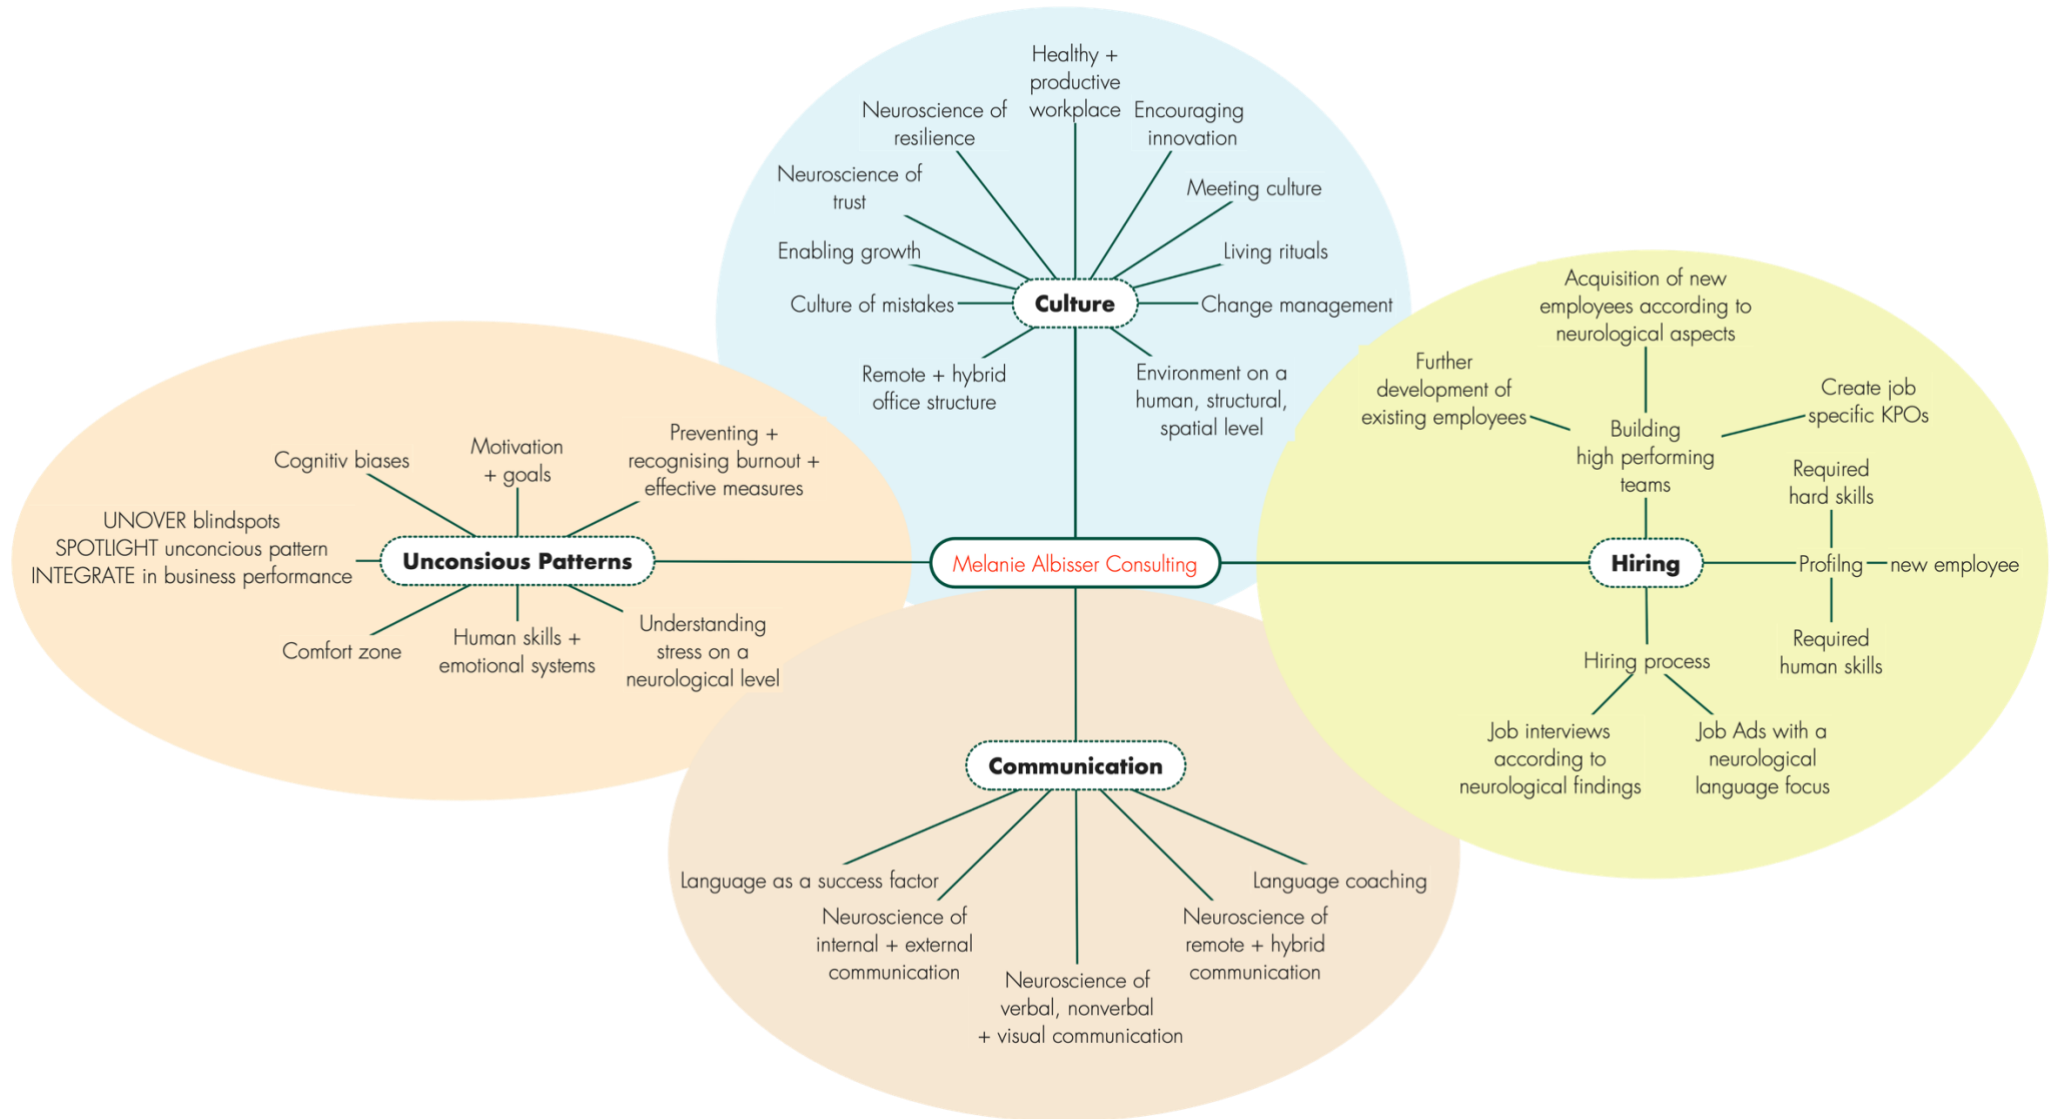 Healthy +
productive
workplace
Neuroscience of
resilience
Encouraging
innovation
Neuroscience of
trust
Meeting culture
Enabling growth
Living rituals
Culture of mistakes
Culture
Change management
Remote + hybrid
office structure
Environment on a
human, structural,
spatial level
Cognitiv biases
Motivation
+ goals
Preventing +
recognising burnout +
effective measures
UNOVER blindspots
SPOTLIGHT unconcious pattern
INTEGRATE in business performance
Unconsious Patterns
Comfort zone
Human skills +
emotional systems
Understanding
stress on a
neurological level
Melanie Albisser Consulting
Acquisition of new
employees according to
neurological aspects
Further
development of
existing employees
Create job
specific KPOs
Building
high performing
teams
Required
hard skills
Hiring
Profilng
new employee
Required
human skills
Hiring process
Job interviews
according to
neurological findings
Job Ads with a
neurological
language focus
Communication
Language as a success factor
Language coaching
Neuroscience of
internal + external
communication
Neuroscience of
remote + hybrid
communication
Neuroscience of
verbal, nonverbal
+ visual communication